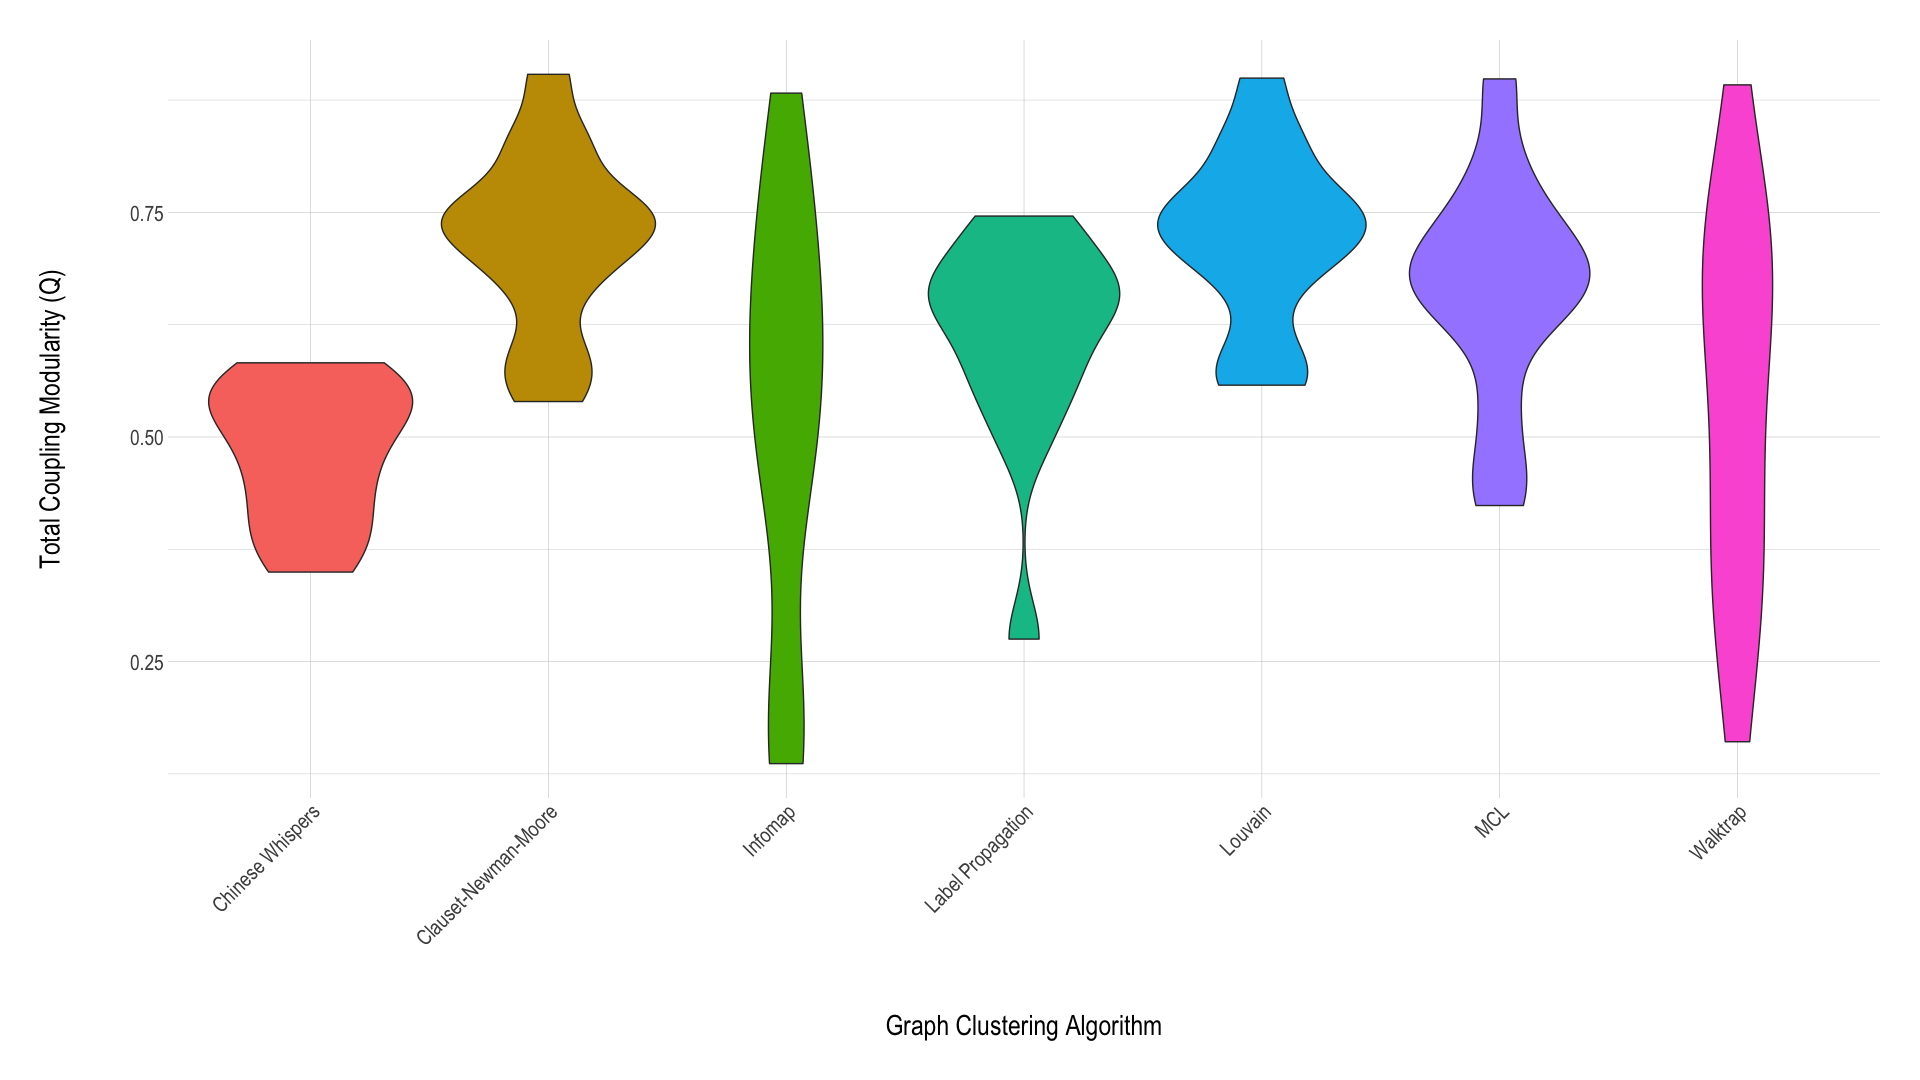 Total Coupling Modularity (Q)
0.75
0.50
0.25
Chinese Whispers
Clauset-Newman-Moore
Infomap
Label Propagation
Louvain
MCL
Walktrap
Graph Clustering Algorithm